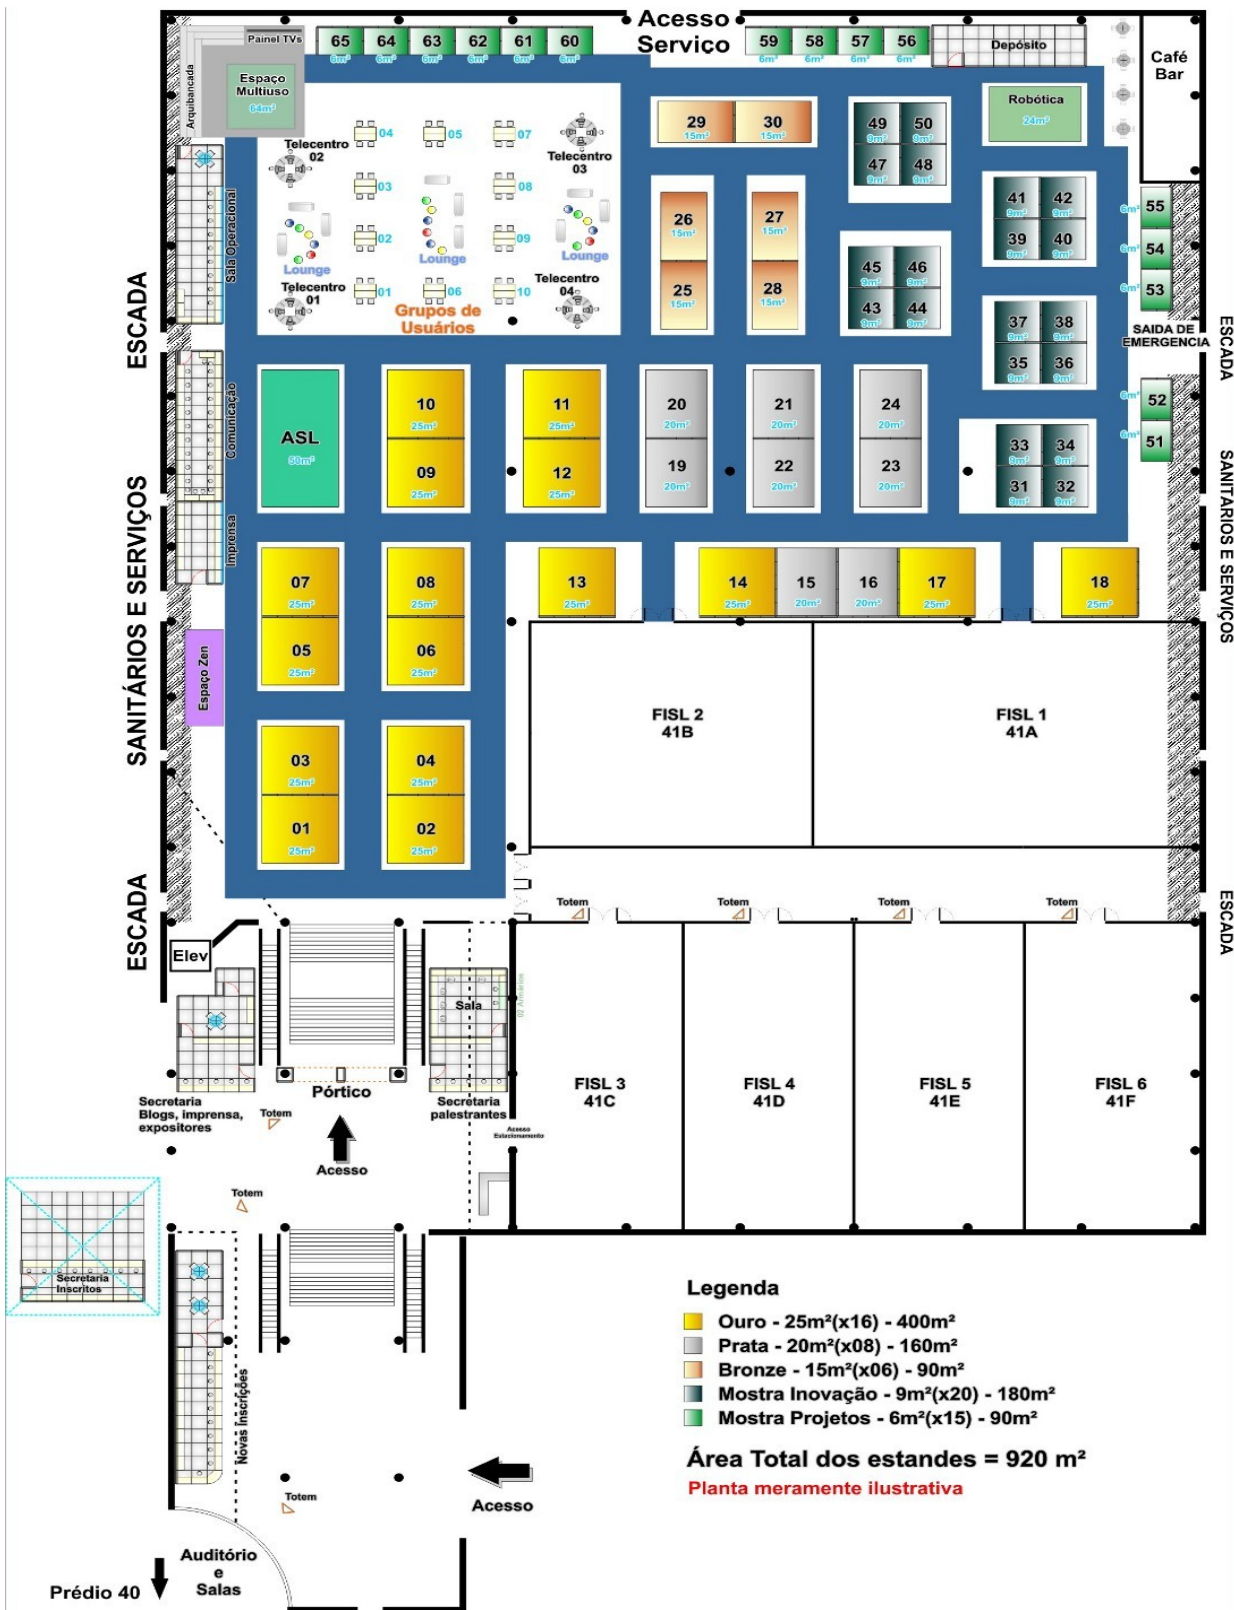 Acesso
Servico
Painel TVs
65 64 63 62 61 60
6m² 6m² 6m² 6m² 6m² 6m²
59 58 57 56
6m² 6m² 6m² 6m²
Depósito
Café
Bar
Arquibancada
Espaço
Multiuso
64m²
Robótica
24m²
29 30
15m² 15m²
49 50
9m² 9m²
47 48
9m² 9m²
04 05 07
Telecentro
02
Telecentro
03
03 08
02 09
Lounge
Lounge
Lounge
Telecentro
01
Telecentro
04
01 06 10
Grupos de
Usuários
26 27
15m² 15m²
25 28
15m² 15m²
41 42
9m² 9m²
39 40
9m² 9m²
45 46
9m² 9m²
43 44
9m² 9m²
37 38
9m² 9m²
35 36
9m² 9m²
33 34
9m² 9m²
31 32
9m² 9m²
55
6m²
54
6m²
53
6m²
SAIDA DE
EMERGENCIA
52
6m²
51
6m²
Sala Operacional
ESCADA
ESCADA
Comunicação
Imprensa
SANITÁRIOS E SERVIÇOS
SANITÁRIOS E SERVIÇOS
ASL
50m²
10 11
25m² 25m²
09 12
25m² 25m²
20 21 24
20m² 20m² 20m²
19 22 23
20m² 20m² 20m²
07 08
25m² 25m²
05 06
25m² 25m²
13 14 15 16 17 18
25m² 25m² 20m² 20m² 25m² 25m²
Espaço Zen
03 04
25m² 25m²
01 02
25m² 25m²
FISL 2
41B
FISL 1
41A
ESCADA
ESCADA
Totem
Totem
Totem
Totem
Elev
Sala
02 Armários
Pórtico
Secretaria
Blogs, imprensa,
expositores
Secretaria
palestrantes
Totem
Acesso
Acesso
Estacionamento
FISL 3
41C
FISL 4
41D
FISL 5
41E
FISL 6
41F
Totem
Secretaria
Inscritos
Novas Inscrições
Legenda
Ouro - 25m²(x16) - 400m²
Prata - 20m²(x08) - 160m²
Bronze - 15m²(x06) - 90m²
Mostra Inovação - 9m²(x20) - 180m²
Mostra Projetos - 6m²(x15) - 90m²
Área Total dos estandes = 920 m²
Planta meramente ilustrativa
Acesso
Totem
Auditório
e
Salas
Prédio 40